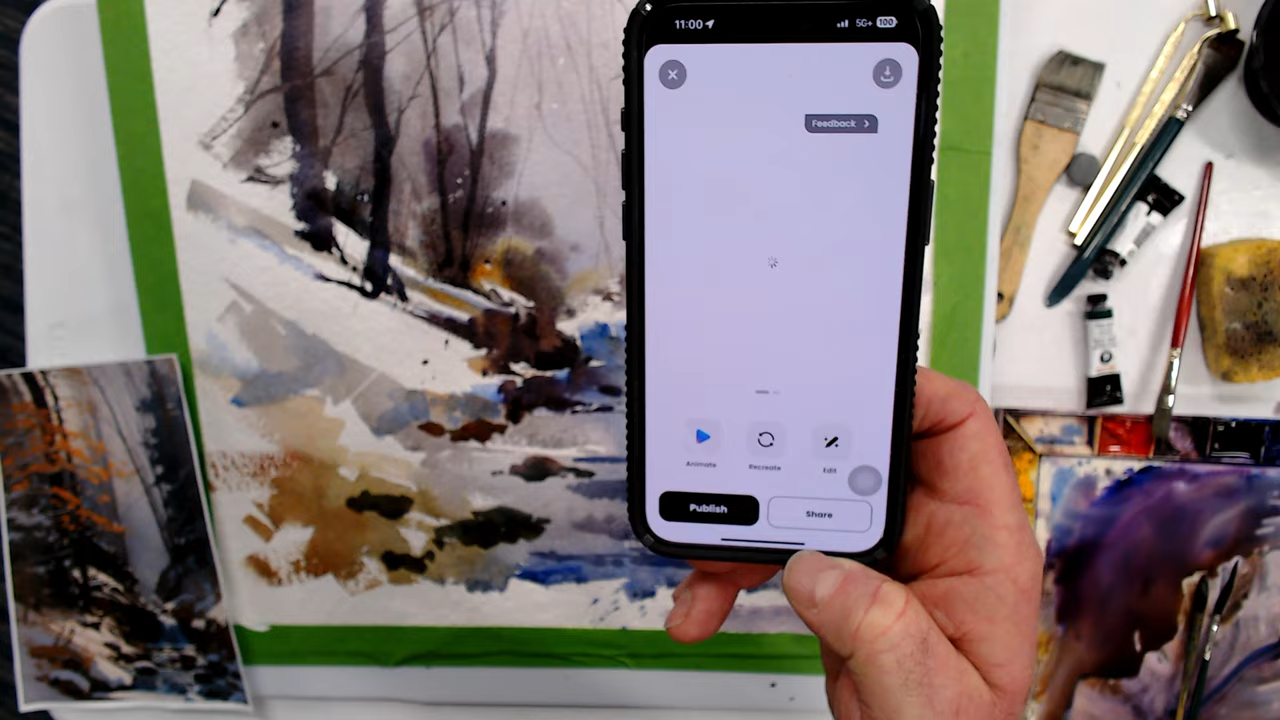 11:00
5G+ 100
Feedback
Animate
Recreate
Edit
Publish
Share